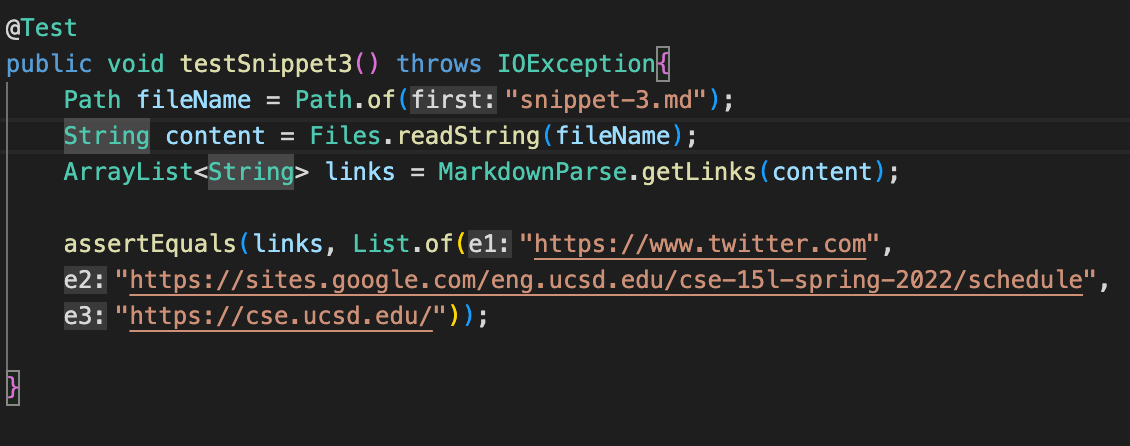 @Test
public void testSnippet3() throws IOException{
Path fileName = Path.of(first: "snippet-3.md");
String content = Files.readString(fileName);
ArrayList<String> links = MarkdownParse.getLinks(content);
assertEquals(links, List.of(e1: "https://www.twitter.com",
e2: "https://sites.google.com/eng.ucsd.edu/cse-15l-spring-2022/schedule",
e3: "https://cse.ucsd.edu/"));
}